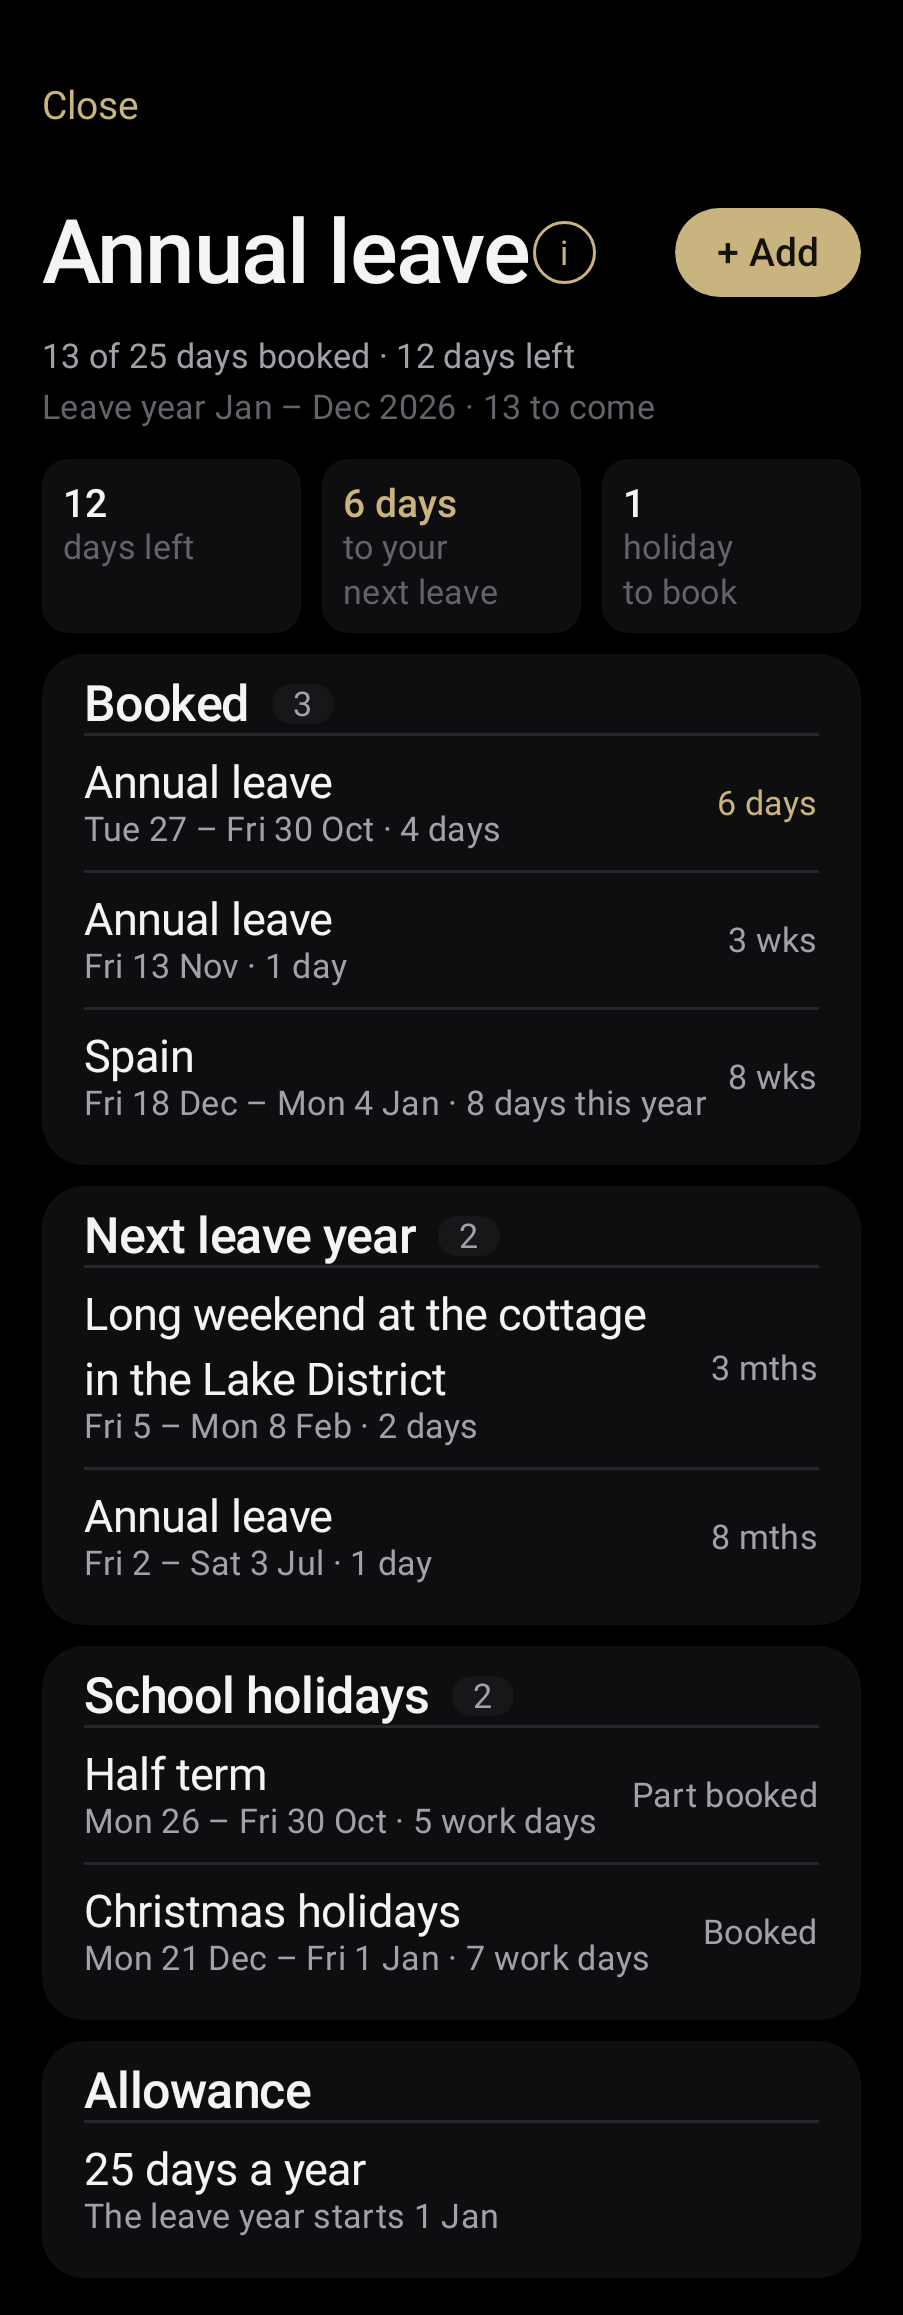 Close
Annual leave i
+ Add
13 of 25 days booked · 12 days left
Leave year Jan – Dec 2026 · 13 to come
12
days left
6 days
to your
next leave
1
holiday
to book
Booked 3
Annual leave
Tue 27 – Fri 30 Oct · 4 days
6 days
Annual leave
Fri 13 Nov · 1 day
3 wks
Spain
Fri 18 Dec – Mon 4 Jan · 8 days this year
8 wks
Next leave year 2
Long weekend at the cottage
in the Lake District
Fri 5 – Mon 8 Feb · 2 days
3 mths
Annual leave
Fri 2 – Sat 3 Jul · 1 day
8 mths
School holidays 2
Half term
Mon 26 – Fri 30 Oct · 5 work days
Part booked
Christmas holidays
Mon 21 Dec – Fri 1 Jan · 7 work days
Booked
Allowance
25 days a year
The leave year starts 1 Jan